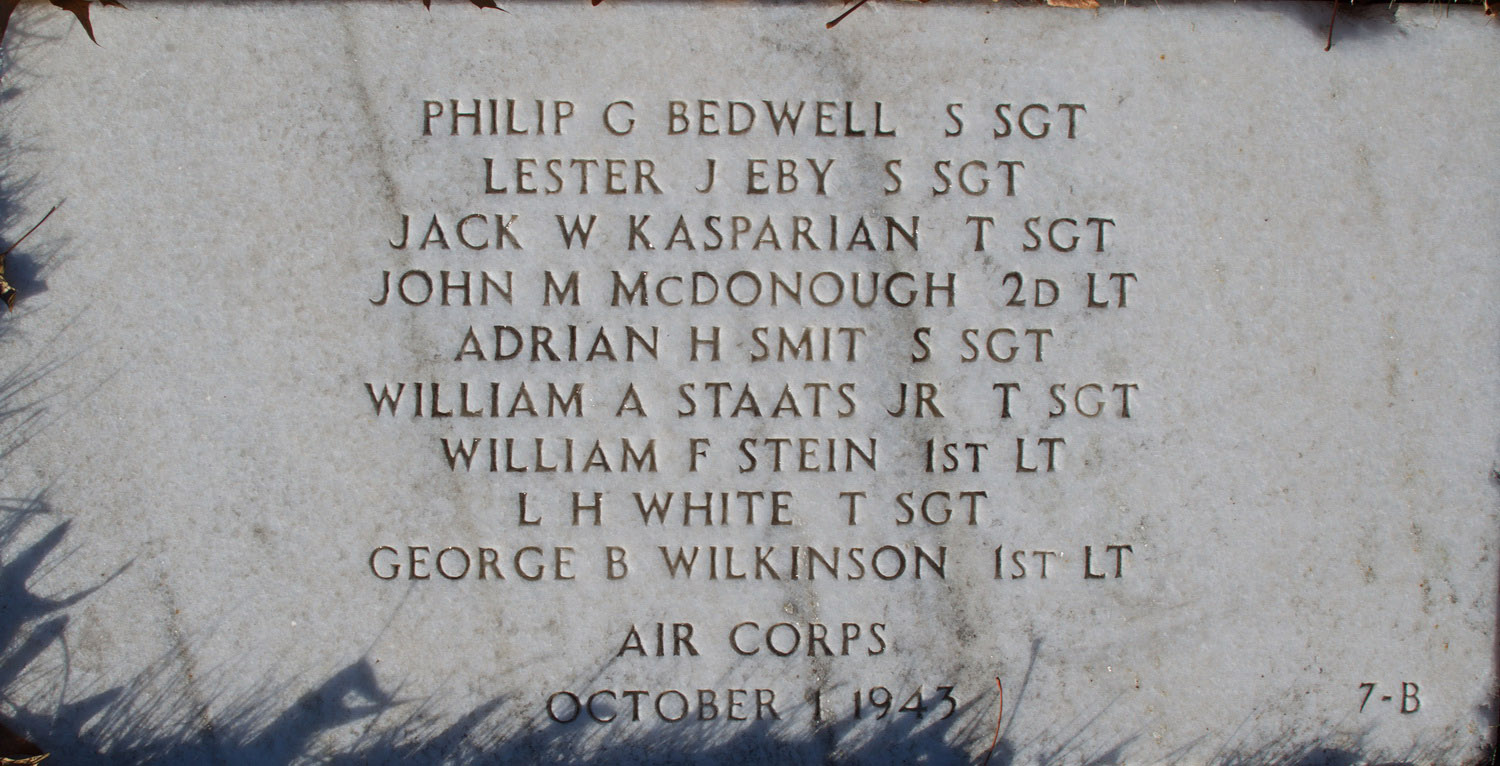 PHILIP G BEDWELL S SGT
LESTER J EBY S SGT
JACK W KASPARIAN T SGT
JOHN M McDONOUGH 2D LT
ADRIAN H SMIT S SGT
WILLIAM A STAATS JR T SGT
WILLIAM F STEIN 1ST LT
L H WHITE T SGT
GEORGE B WILKINSON 1ST LT
AIR CORPS
OCTOBER 1 1943
7-B